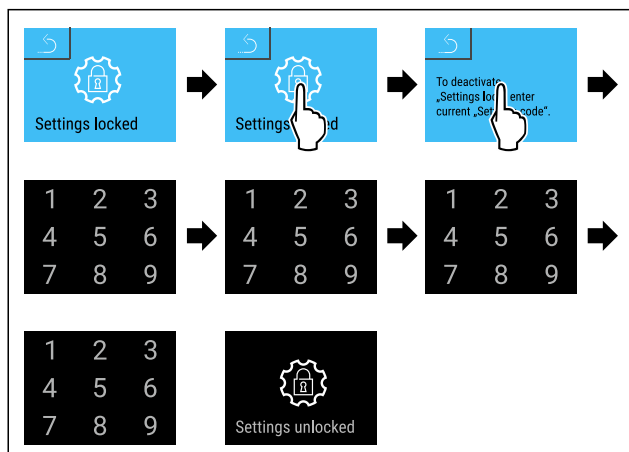 Settings locked
Settings
To deactivate
„Settings enter
current code“.
1 2 3
4 5 6
7 8 9
1 2 3
4 5 6
7 8 9
1 2 3
4 5 6
7 8 9
1 2 3
4 5 6
7 8 9
Settings unlocked